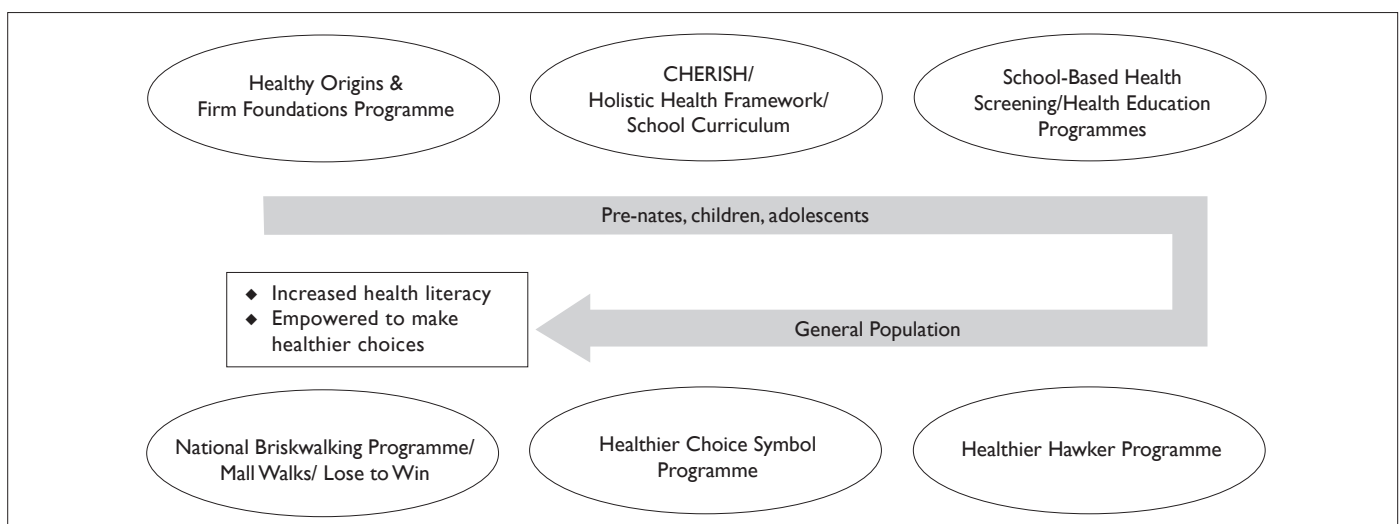 Healthy Origins &
Firm Foundations Programme
CHERISH/
Holistic Health Framework/
School Curriculum
School-Based Health
Screening/Health Education
Programmes
Pre-nates, children, adolescents
◆ Increased health literacy
◆ Empowered to make
healthier choices
General Population
National Briskwalking Programme/
Mall Walks/ Lose to Win
Healthier Choice Symbol
Programme
Healthier Hawker Programme